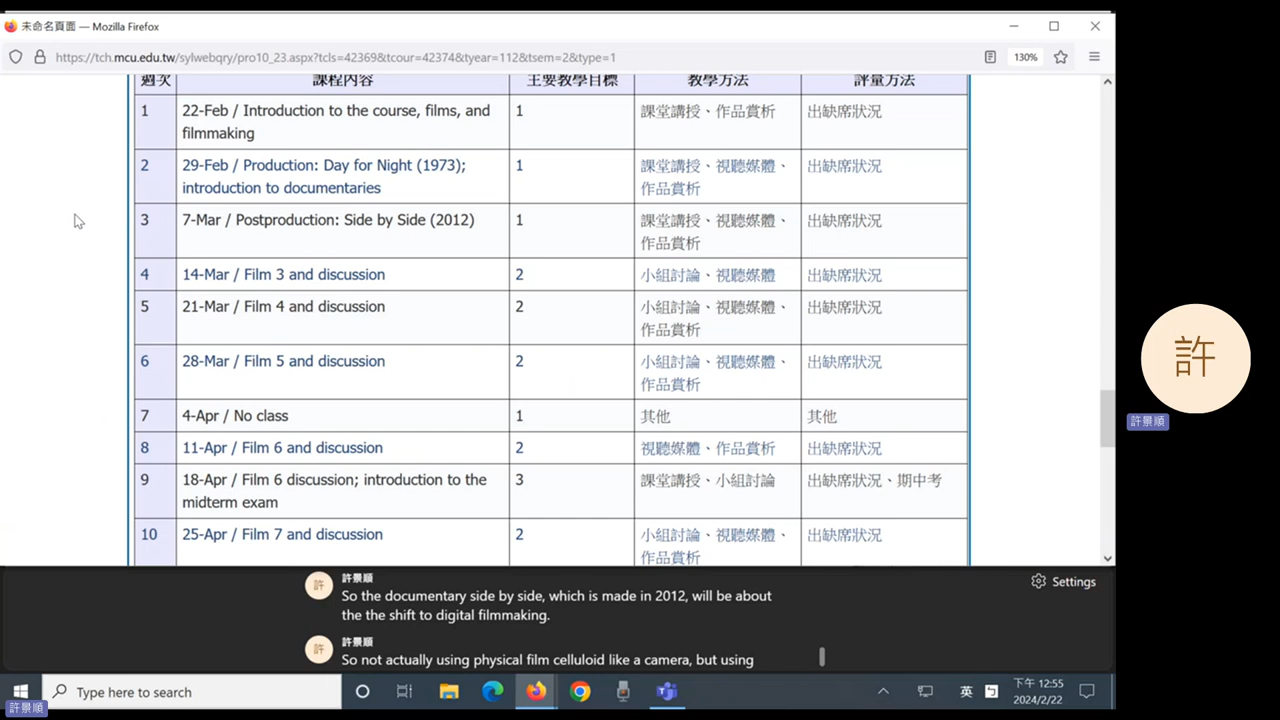 未命名頁面 — Mozilla Firefox
https://tch.mcu.edu.tw/sylwebqry/pro10_23.aspx?tcls=42369&tcour=42374&tyear=112&tsem=2&type=1
130%
週次 課程內容 主要教學目標 教學方法 評量方法
1 22-Feb / Introduction to the course, films, and 1 課堂講授、作品賞析 出缺席狀況
filmmaking
2 29-Feb / Production: Day for Night (1973); 1 課堂講授、視聽媒體、 出缺席狀況
introduction to documentaries 作品賞析
3 7-Mar / Postproduction: Side by Side (2012) 1 課堂講授、視聽媒體、 出缺席狀況
作品賞析
4 14-Mar / Film 3 and discussion 2 小組討論、視聽媒體 出缺席狀況
5 21-Mar / Film 4 and discussion 2 小組討論、視聽媒體、 出缺席狀況
作品賞析
6 28-Mar / Film 5 and discussion 2 小組討論、視聽媒體、 出缺席狀況
作品賞析
7 4-Apr / No class 1 其他 其他
8 11-Apr / Film 6 and discussion 2 視聽媒體、作品賞析 出缺席狀況
9 18-Apr / Film 6 discussion; introduction to the 3 課堂講授、小組討論 出缺席狀況、期中考
midterm exam
10 25-Apr / Film 7 and discussion 2 小組討論、視聽媒體、 出缺席狀況
作品賞析
許
許景順
許 許景順
So the documentary side by side, which is made in 2012, will be about
the the shift to digital filmmaking.
Settings
許 許景順
So not actually using physical film celluloid like a camera, but using
Type here to search
英
下午 12:55
2024/2/22
許景順